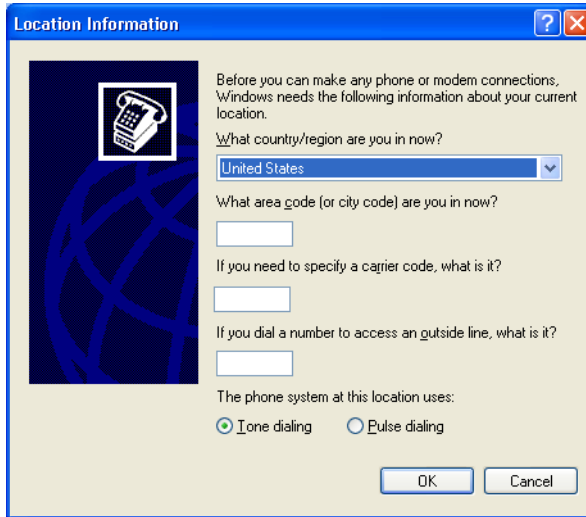 Location Information
Before you can make any phone or modem connections,
Windows needs the following information about your current
location.
What country/region are you in now?
United States
What area code (or city code) are you in now?
If you need to specify a carrier code, what is it?
If you dial a number to access an outside line, what is it?
The phone system at this location uses:
Tone dialing Pulse dialing
OK Cancel